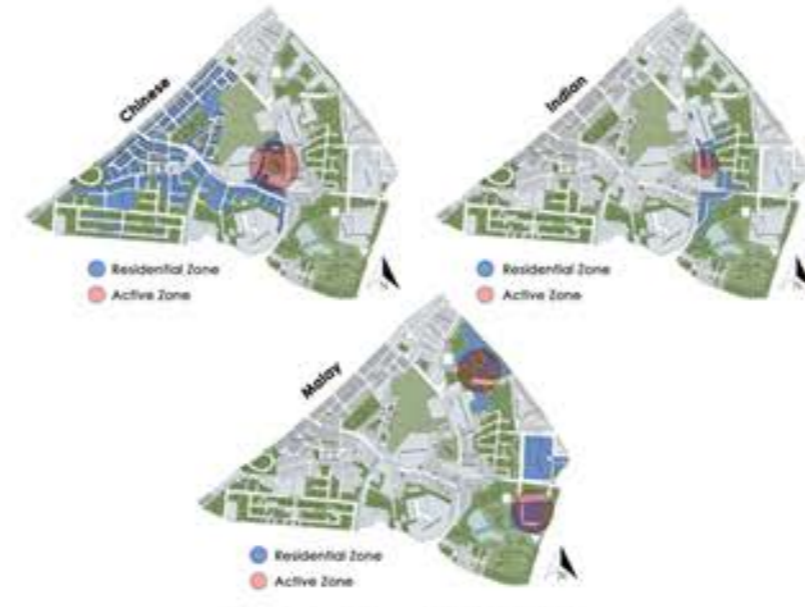 Chinese
Indian
Residential Zone
Active Zone
Residential Zone
Active Zone
Malay
Residential Zone
Active Zone